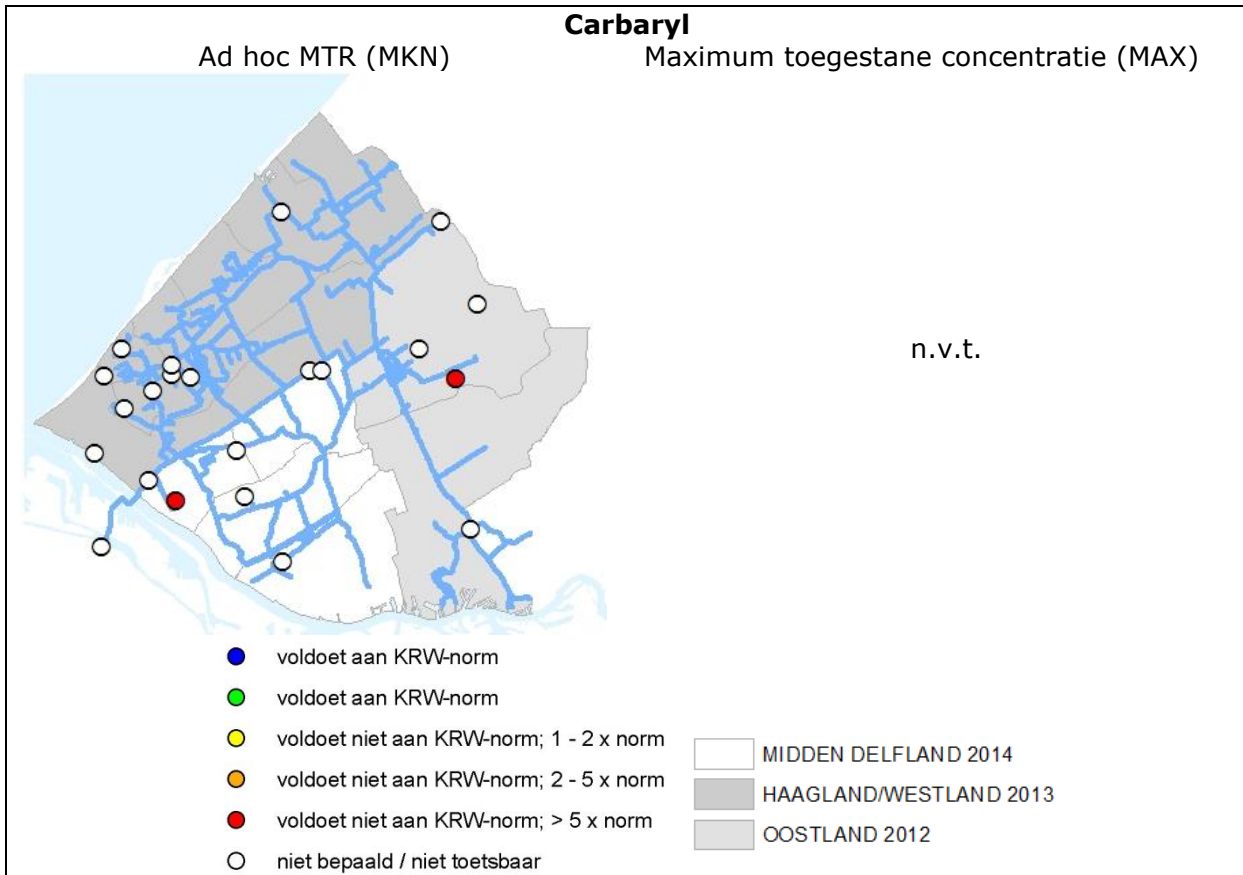 Carbaryl
Ad hoc MTR (MKN)
Maximum toegestane concentratie (MAX)
n.v.t.
voldoet aan KRW-norm
voldoet aan KRW-norm
voldoet niet aan KRW-norm; 1 - 2 x norm
voldoet niet aan KRW-norm; 2 - 5 x norm
voldoet niet aan KRW-norm; > 5 x norm
niet bepaald / niet toetsbaar
MIDDEN DELFLAND 2014
HAAGLAND/WESTLAND 2013
OOSTLAND 2012